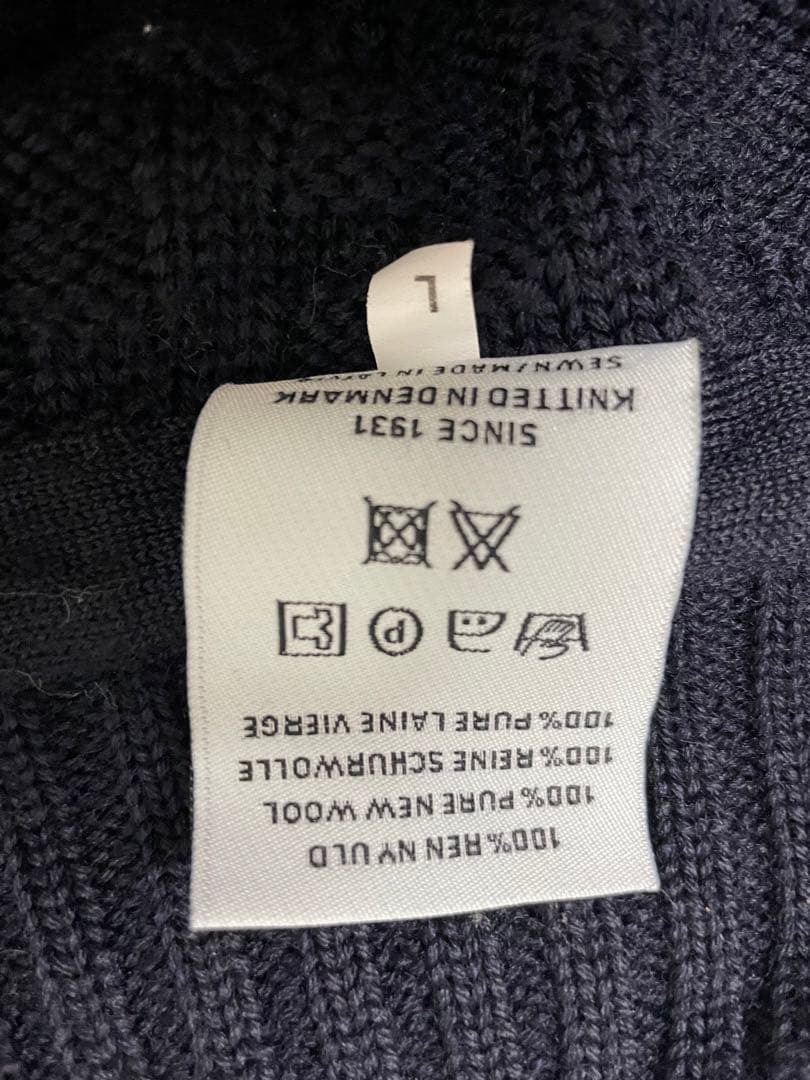 100% REN NY ULD
100% PURE NEW WOOL
100% REINE SCHURWOLLE
100% PURE LAINE VIERGE
P
SINCE 1931
KNITTED IN DENMARK
SEWN/MADE IN LATVIA
L